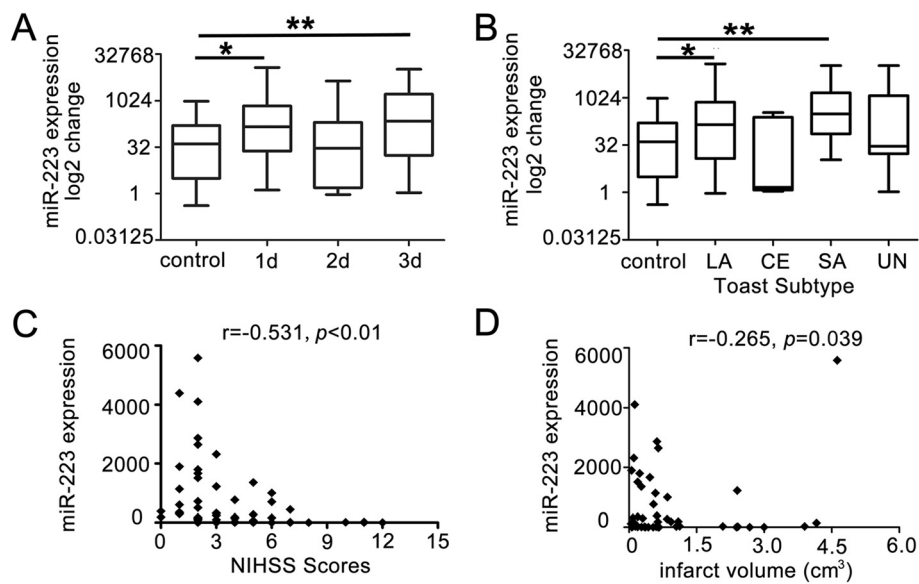 A
miR-223 expression
log2 change
32768
1024
32
1
0.03125
**
*
control 1d 2d 3d
B
miR-223 expression
log2 change
32768
1024
32
1
0.03125
**
*
control LA CE SA UN
Toast Subtype
C
r=-0.531, p<0.01
miR-223 expression
6000
4000
2000
0
0 3 6 9 12 15
NIHSS Scores
D
r=-0.265, p=0.039
miR-223 expression
6000
4000
2000
0
0 1.5 3.0 4.5 6.0
infarct volume (cm³)